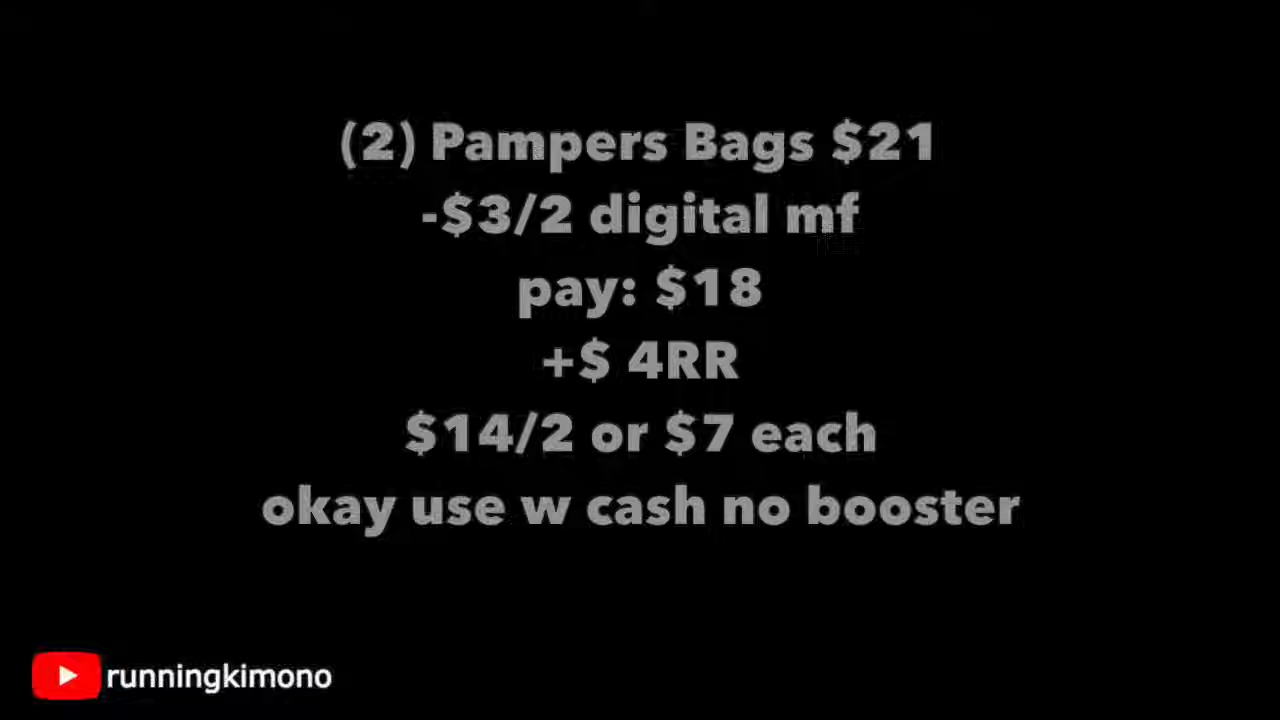 (2) Pampers Bags $21
-$3/2 digital mf
pay: $18
+$ 4RR
$14/2 or $7 each
okay use w cash no booster
runningkimono